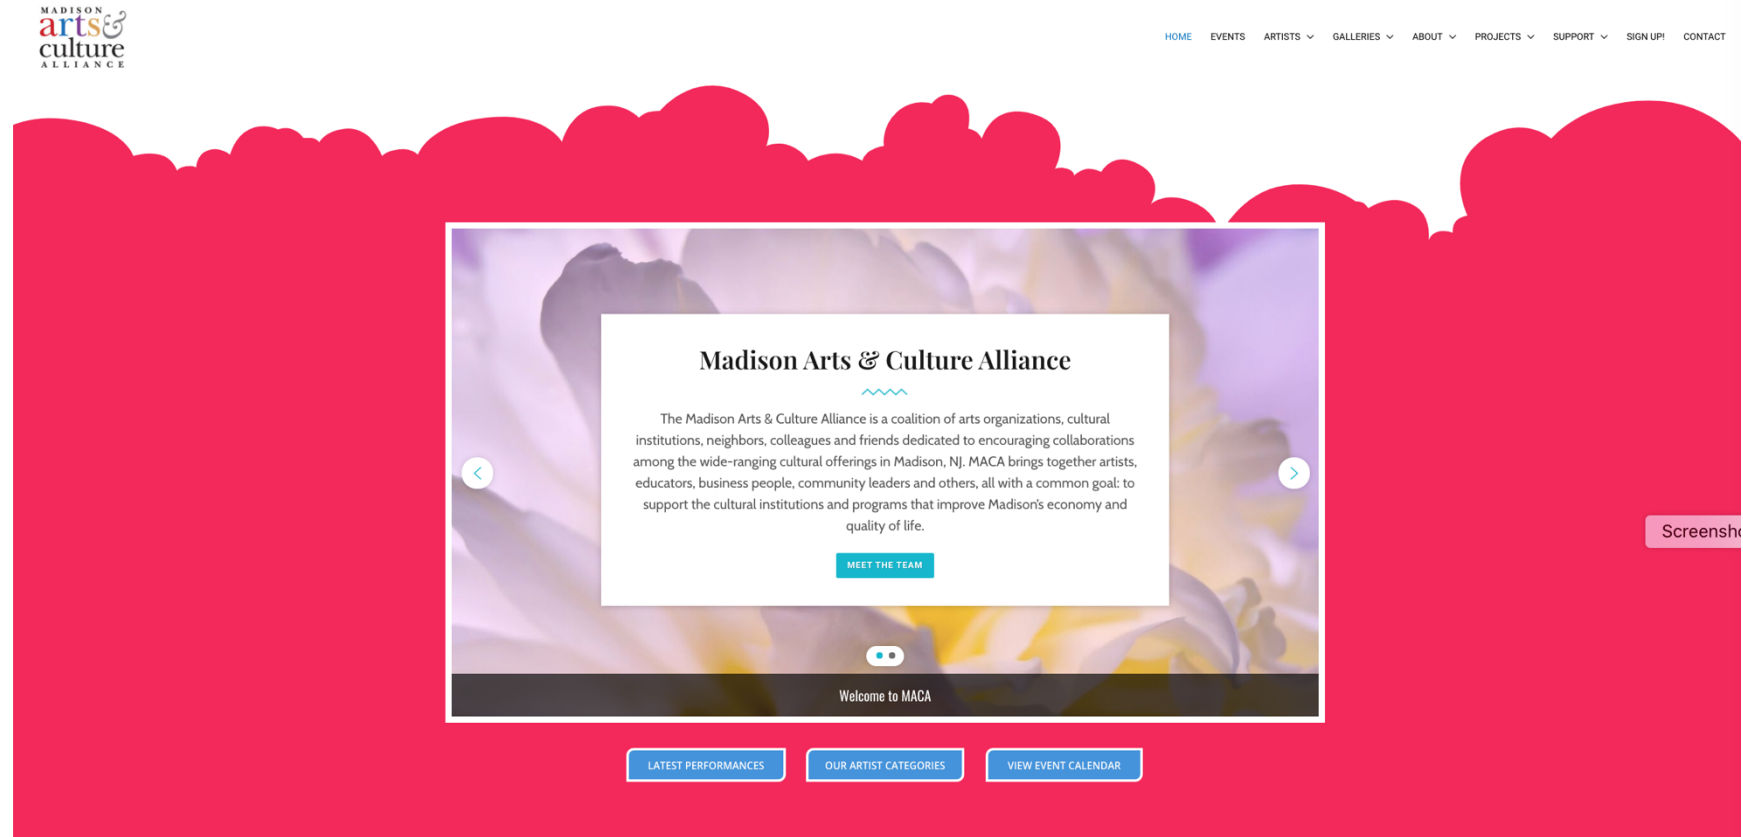 MADISON
arts&
culture
ALLIANCE
HOME EVENTS ARTISTS GALLERIES ABOUT PROJECTS SUPPORT SIGN UP! CONTACT
Madison Arts & Culture Alliance
The Madison Arts & Culture Alliance is a coalition of arts organizations, cultural
institutions, neighbors, colleagues and friends dedicated to encouraging collaborations
among the wide-ranging cultural offerings in Madison, NJ. MACA brings together artists,
educators, business people, community leaders and others, all with a common goal: to
support the cultural institutions and programs that improve Madison's economy and
quality of life.
Screensho
MEET THE TEAM
Welcome to MACA
LATEST PERFORMANCES OUR ARTIST CATEGORIES VIEW EVENT CALENDAR